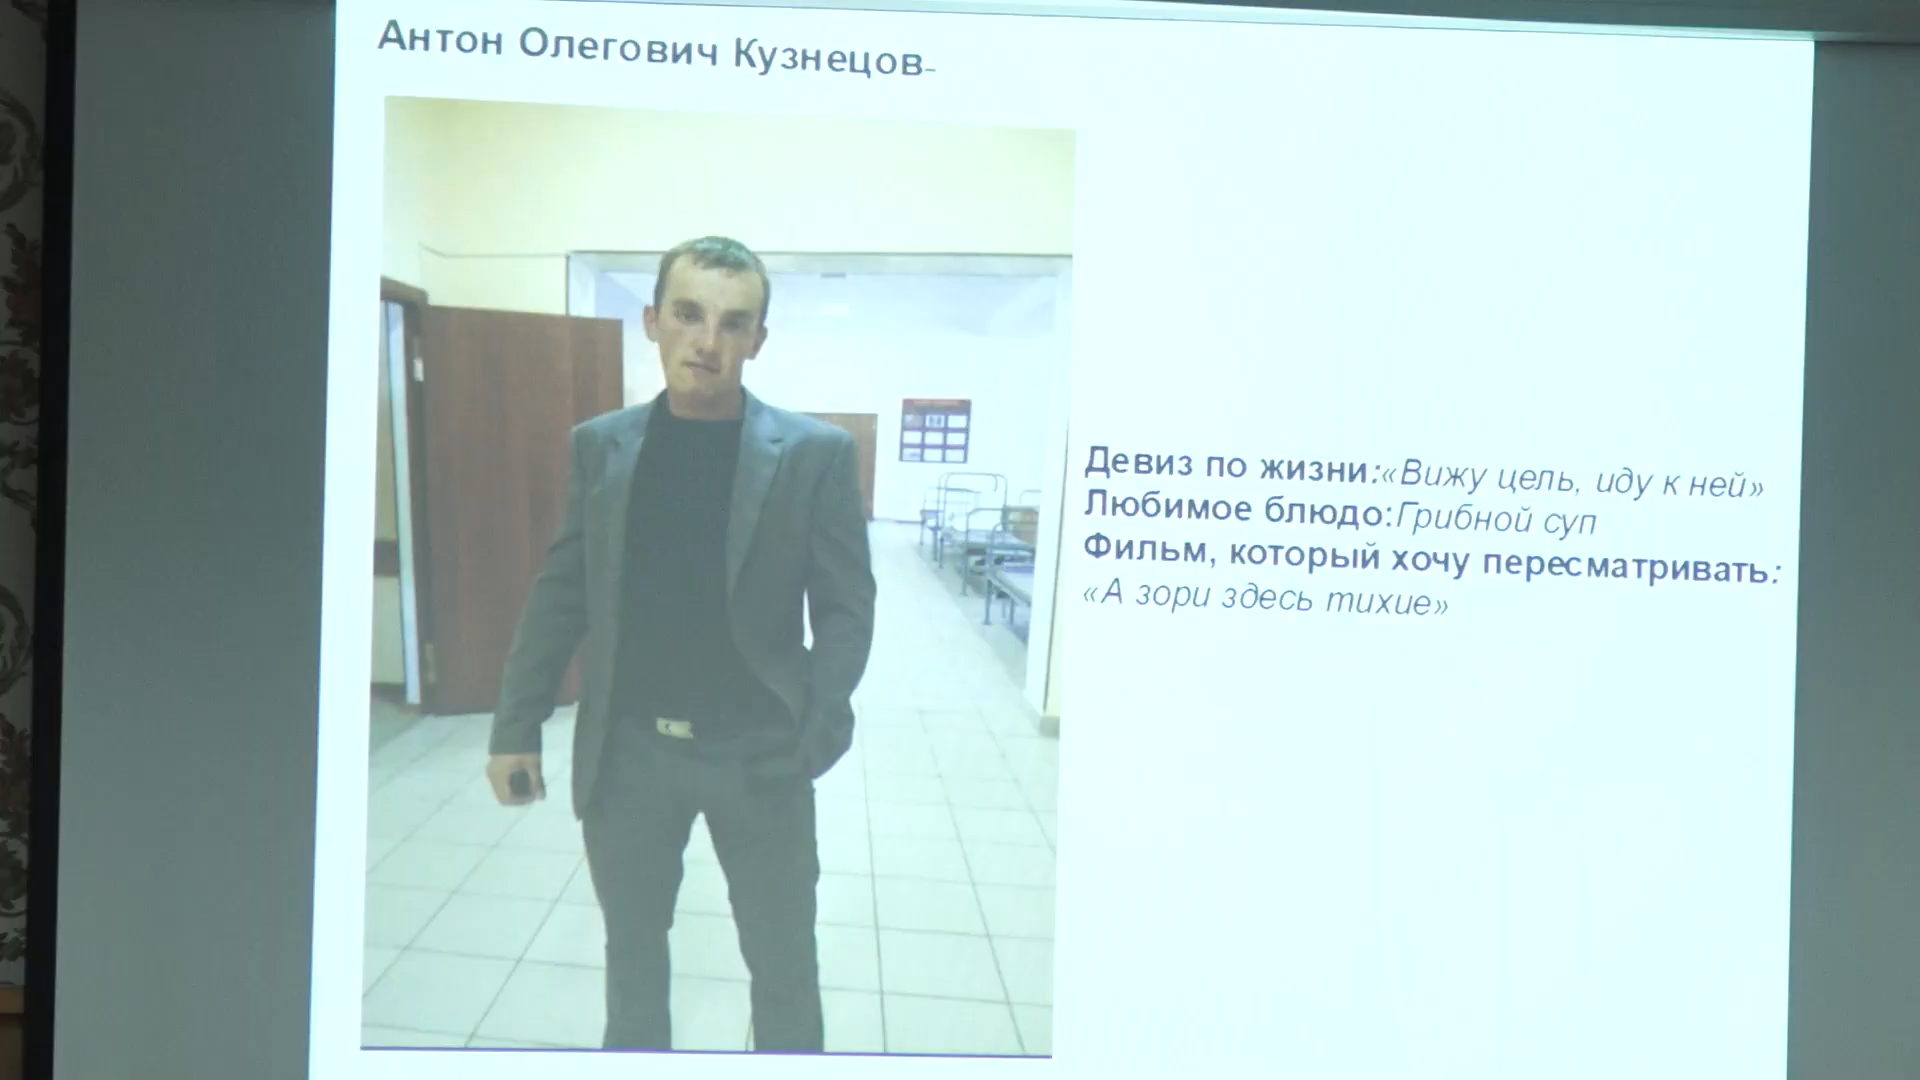 Антон Олегович Кузнецов-
Девиз по жизни:«Вижу цель, иду к ней»
Любимое блюдо:Грибной суп
Фильм, который хочу пересматривать:
«А зори здесь тихие»